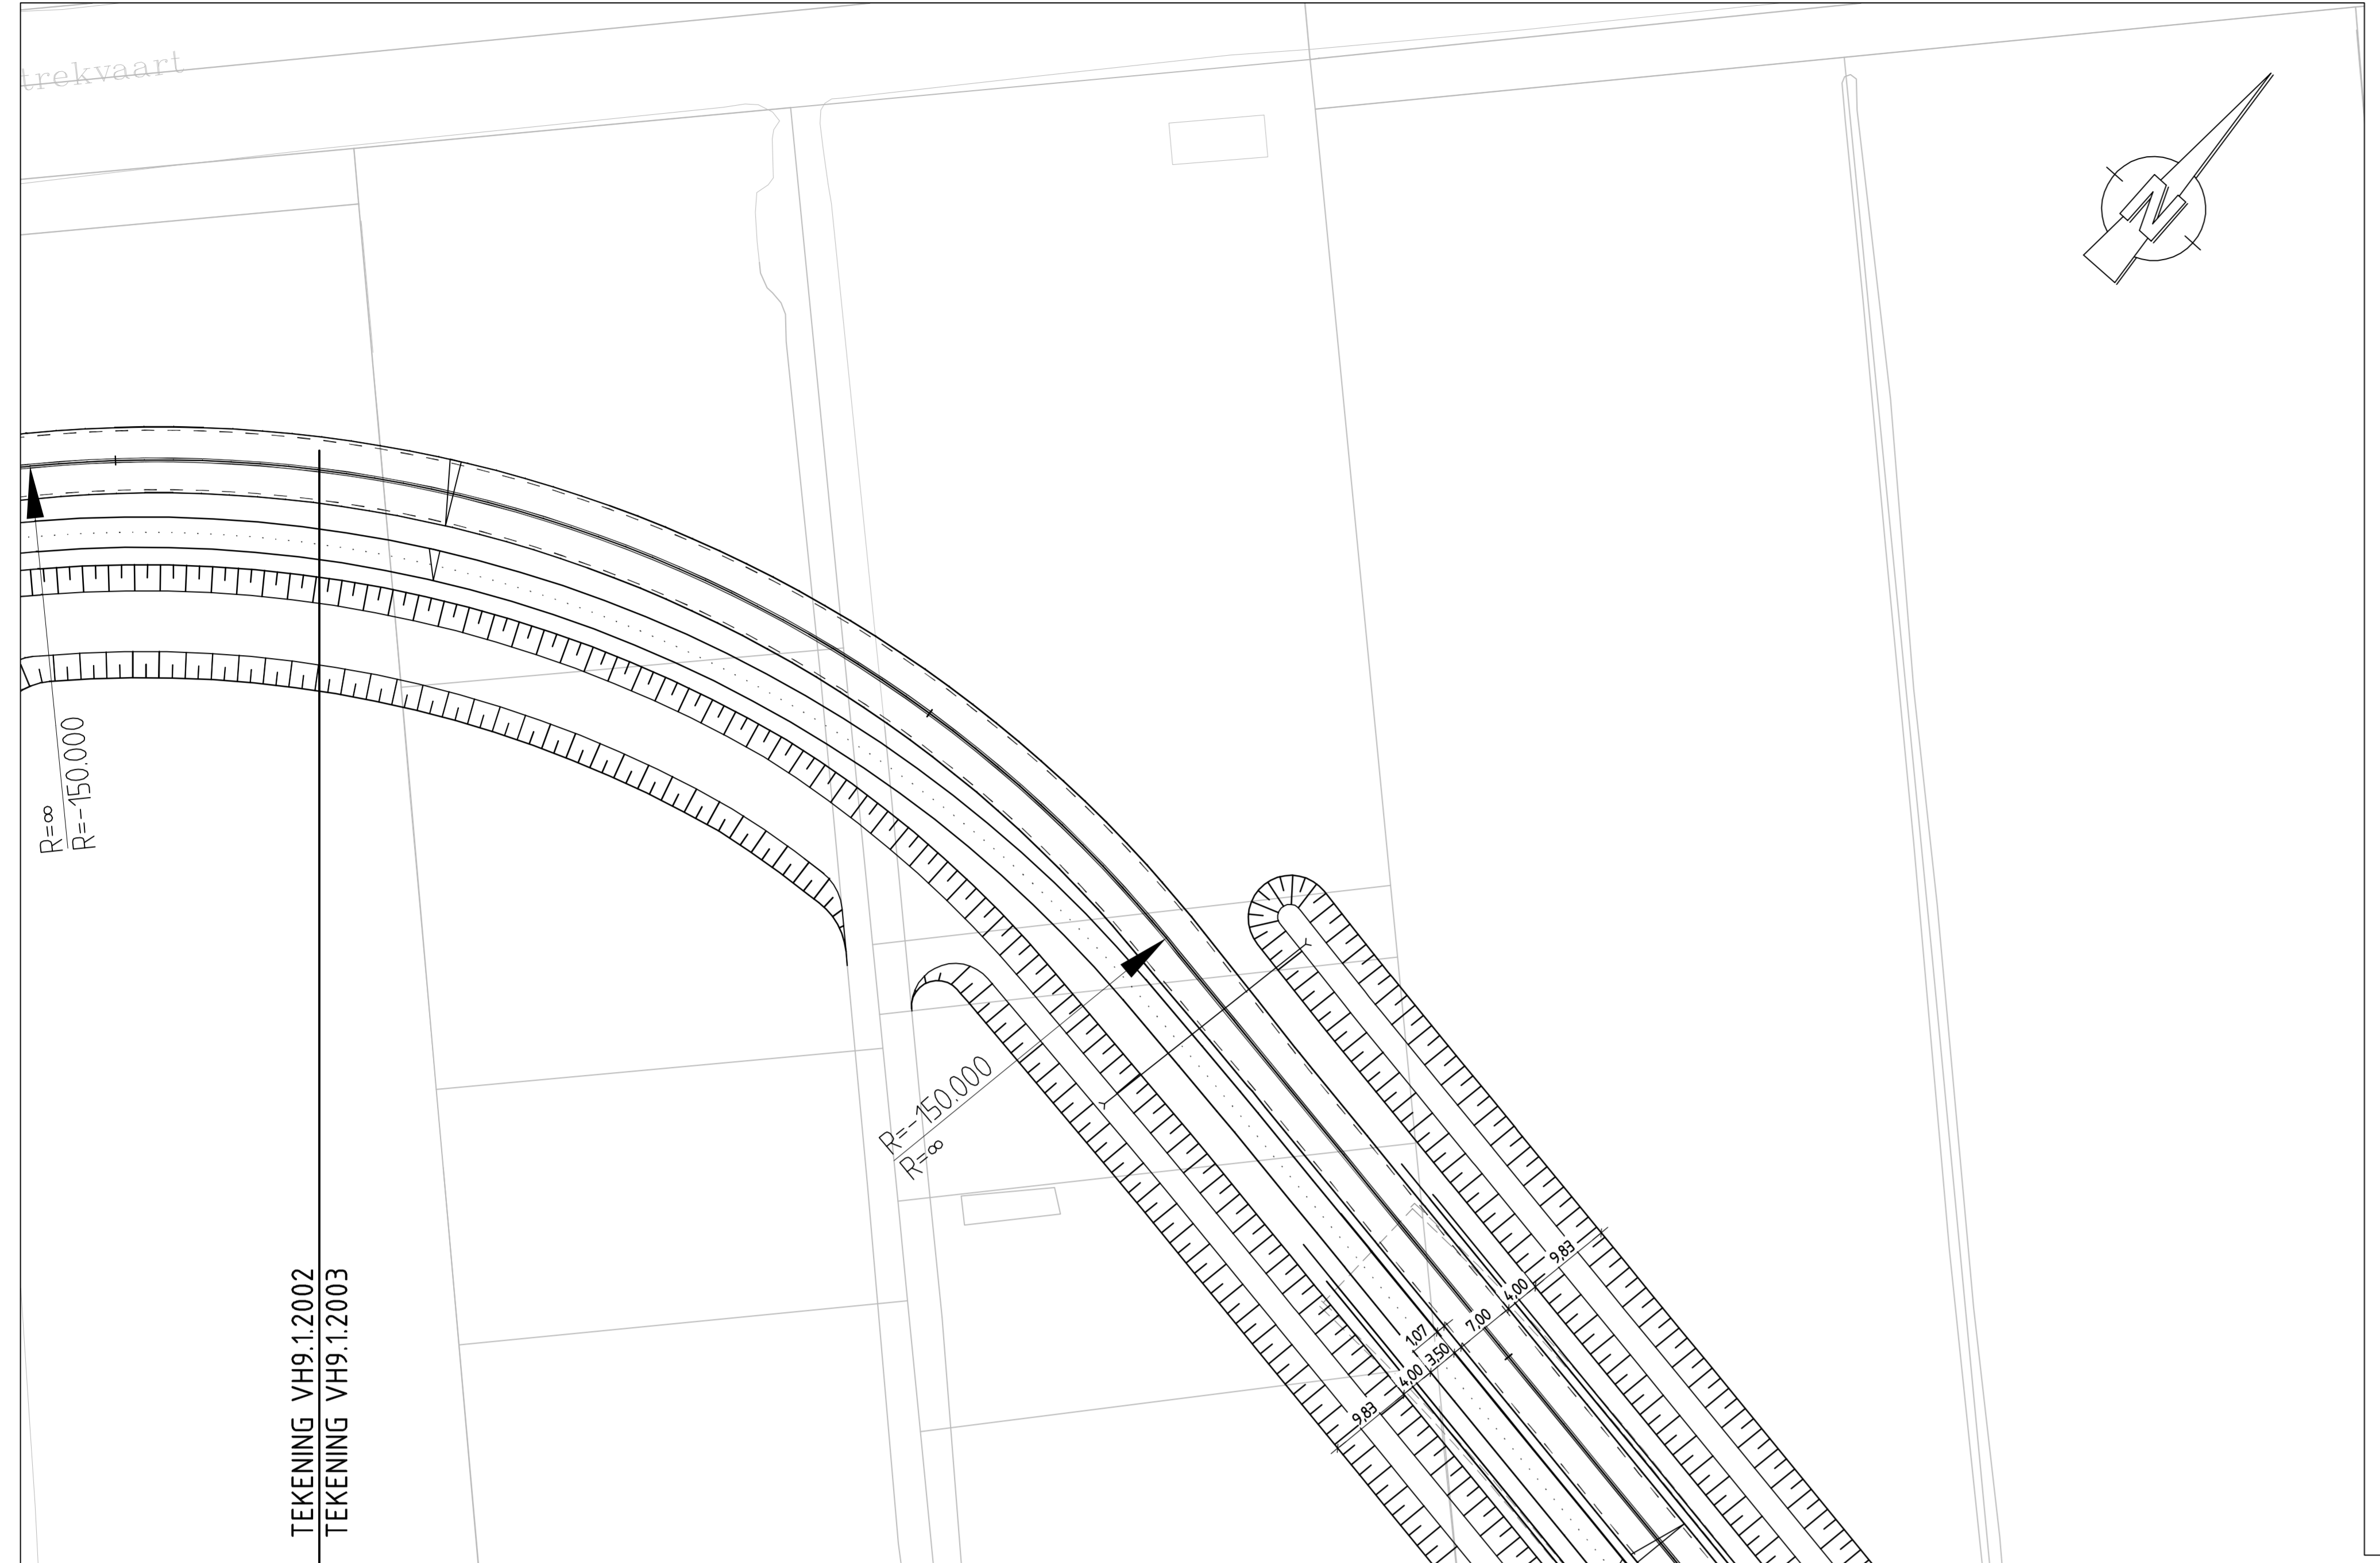 trekvaart
N
R=∞
R=-150.000
R=-150.000
R=∞
TEKENING VH9.1.2002
TEKENING VH9.1.2003
9,83
4,00
7,00
1,07
3,50
4,00
9,83